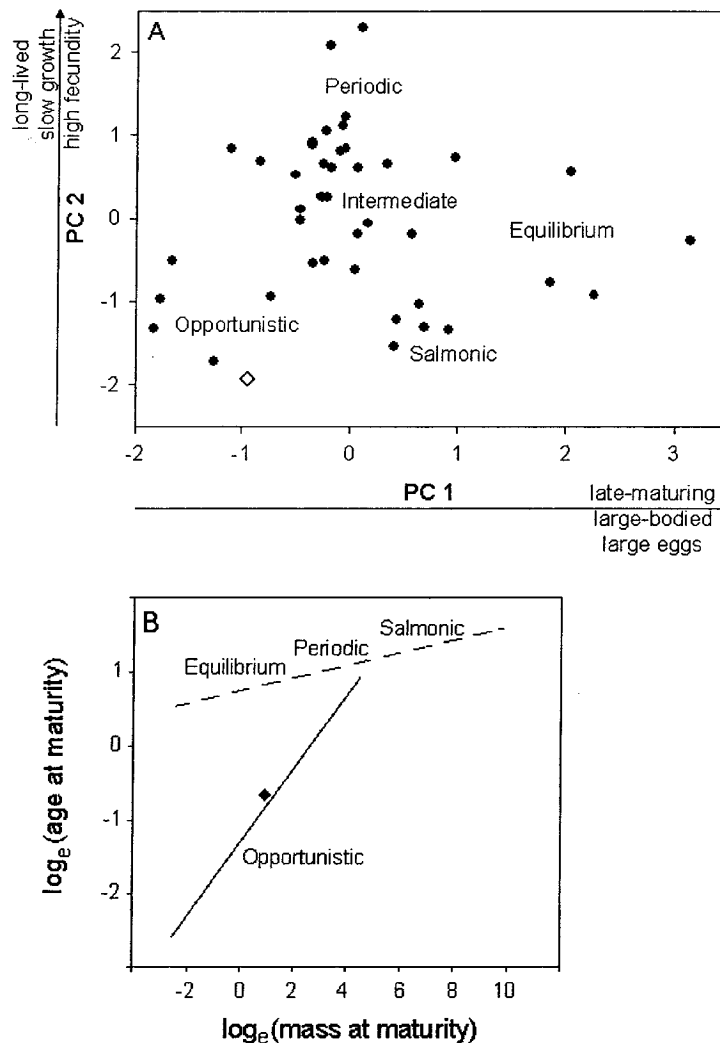 A
long-lived
slow growth
high fecundity
PC 2
2
1
0
-1
-2
Periodic
Intermediate
Equilibrium
Opportunistic
Salmonic
-2 -1 0 1 2 3
PC 1
late-maturing
large-bodied
large eggs
B
log_e(age at maturity)
1
0
-1
-2
Salmonic
Periodic
Equilibrium
Opportunistic
-2 0 2 4 6 8 10
log_e(mass at maturity)